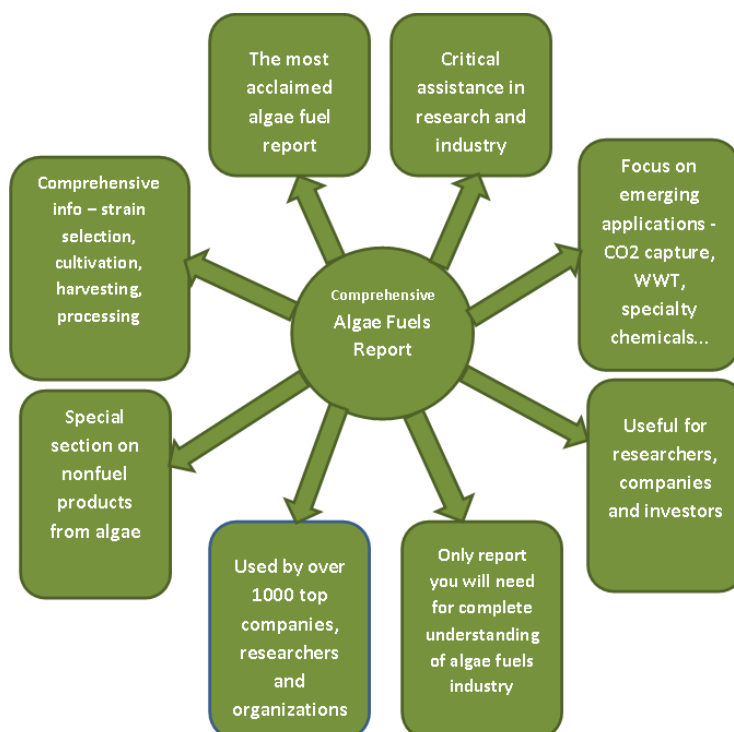 The most
acclaimed
algae fuel
report
Critical
assistance in
research and
industry
Comprehensive
info – strain
selection,
cultivation,
harvesting,
processing
Focus on
emerging
applications -
CO2 capture,
WWT,
specialty
chemicals...
Comprehensive
Algae Fuels
Report
Special
section on
nonfuel
products
from algae
Useful for
researchers,
companies
and investors
Used by over
1000 top
companies,
researchers
and
organizations
Only report
you will need
for complete
understanding
of algae fuels
industry